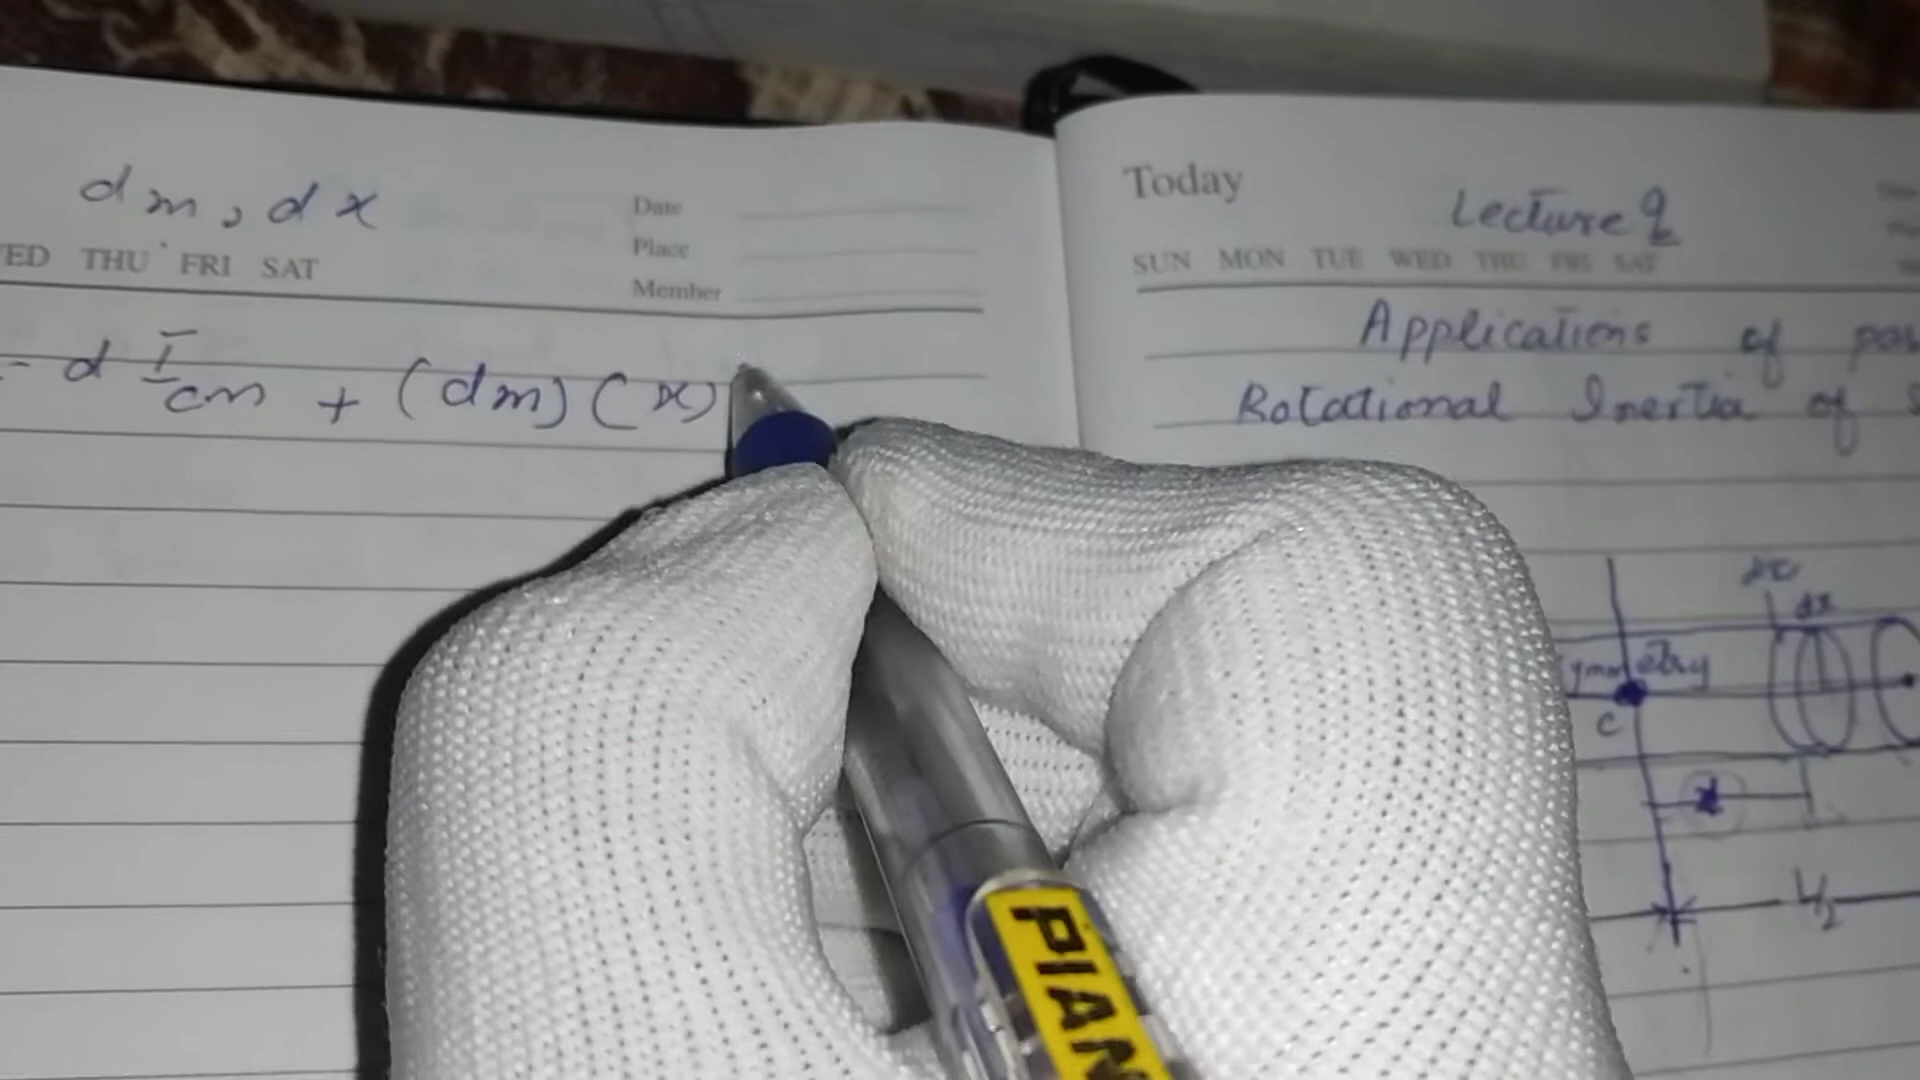 dm, dx
Date
Place
THU FRI SAT
Member
= d I cm + (dm) (x)
Today
Lecture 9
SUN MON TUE WED THU FRI SAT
Applications of
Rotational Inertia of
dx
C
x
L/2
PIAN